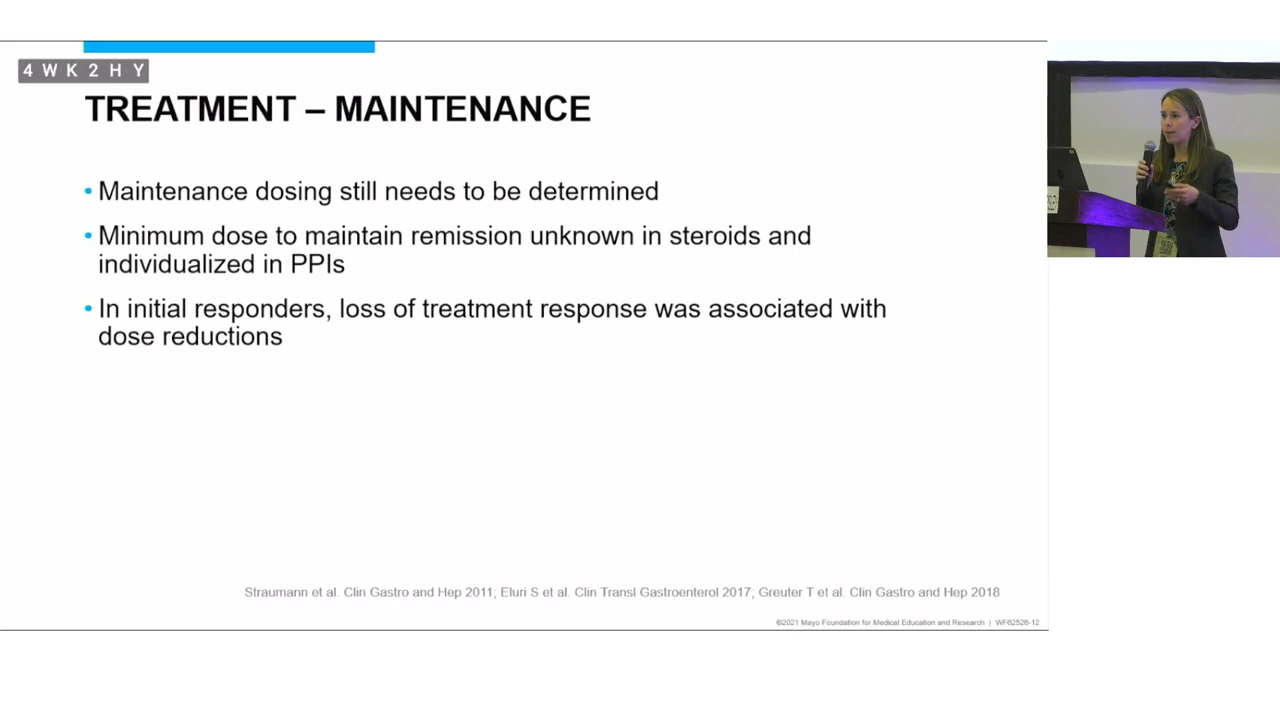 4WK2HY
TREATMENT – MAINTENANCE
• Maintenance dosing still needs to be determined
• Minimum dose to maintain remission unknown in steroids and
individualized in PPIs
• In initial responders, loss of treatment response was associated with
dose reductions
Straumann et al. Clin Gastro and Hep 2011; Eluri S et al. Clin Transl Gastroenterol 2017; Greuter T et al. Clin Gastro and Hep 2018
©2021 Mayo Foundation for Medical Education and Research | WF62526-12